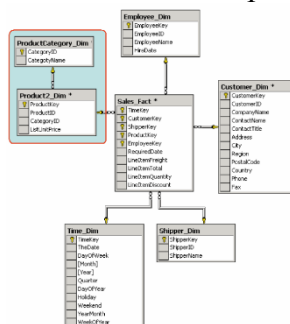 Employee_Dim
EmployeeKey
EmployeeID
EmployeeName
HireDate
ProductCategory_Dim
CategoryID
CategoryName
Product2_Dim *
ProductKey
ProductID
CategoryID
ListUnitPrice
Sales_Fact *
TimeKey
CustomerKey
ShipperKey
ProductKey
EmployeeKey
RequiredDate
LineItemFreight
LineItemTotal
LineItemQuantity
LineItemDiscount
Customer_Dim *
CustomerKey
CustomerID
CompanyName
ContactName
ContactTitle
Address
City
Region
PostalCode
Country
Phone
Fax
Time_Dim
TimeKey
TheDate
DayOfWeek
[Month]
[Year]
Quarter
DayOfYear
Holiday
Weekend
YearMonth
WeekOfYear
Shipper_Dim
ShipperKey
ShipperID
ShipperName